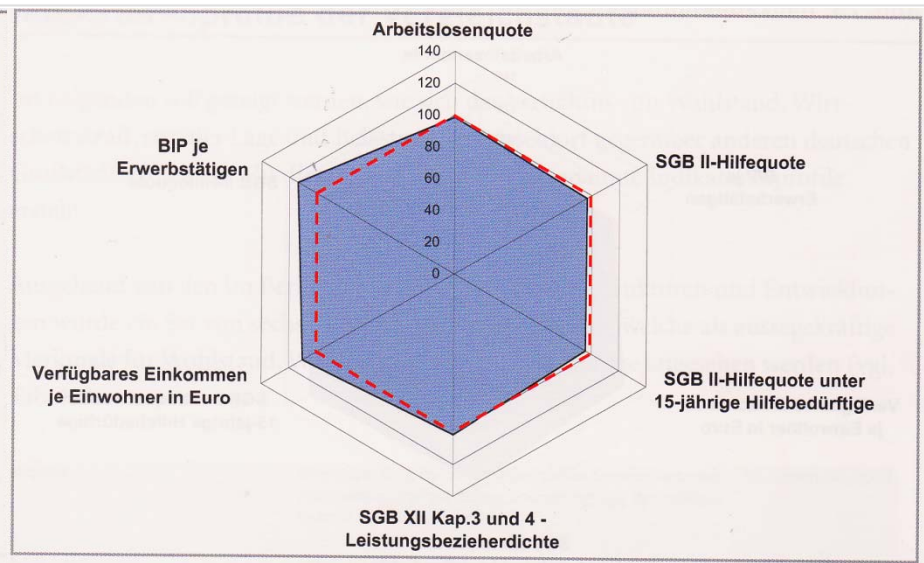 Arbeitslosenquote
140
120
100
80
60
40
20
0
SGB II-Hilfequote
SGB II-Hilfequote unter
15-jährige Hilfebedürftige
SGB XII Kap.3 und 4 -
Leistungsbezieherdichte
Verfügbares Einkommen
je Einwohner in Euro
BIP je
Erwerbstätigen